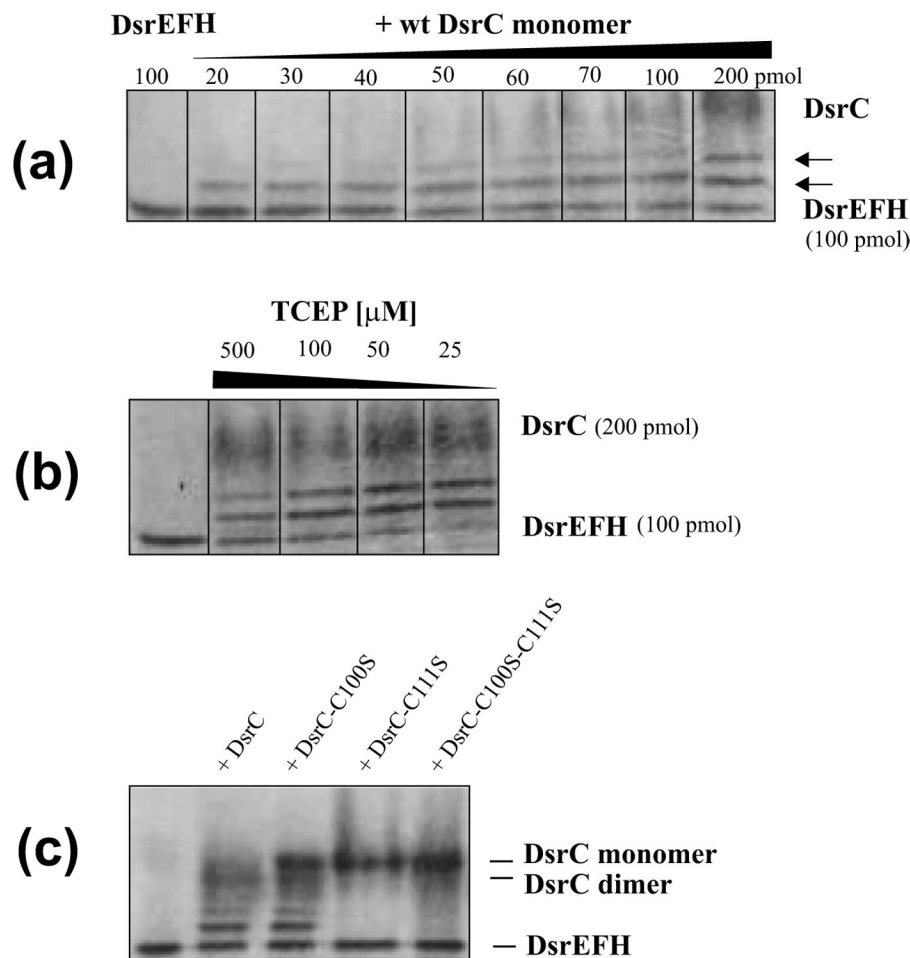 DsrEFH + wt DsrC monomer
100 20 30 40 50 60 70 100 200 pmol
(a)
DsrC
DsrEFH
(100 pmol)
TCEP [μM]
500 100 50 25
(b)
DsrC (200 pmol)
DsrEFH (100 pmol)
+ DsrC
+ DsrC-C100S
+ DsrC-C111S
+ DsrC-C100S-C111S
(c)
DsrC monomer
DsrC dimer
DsrEFH